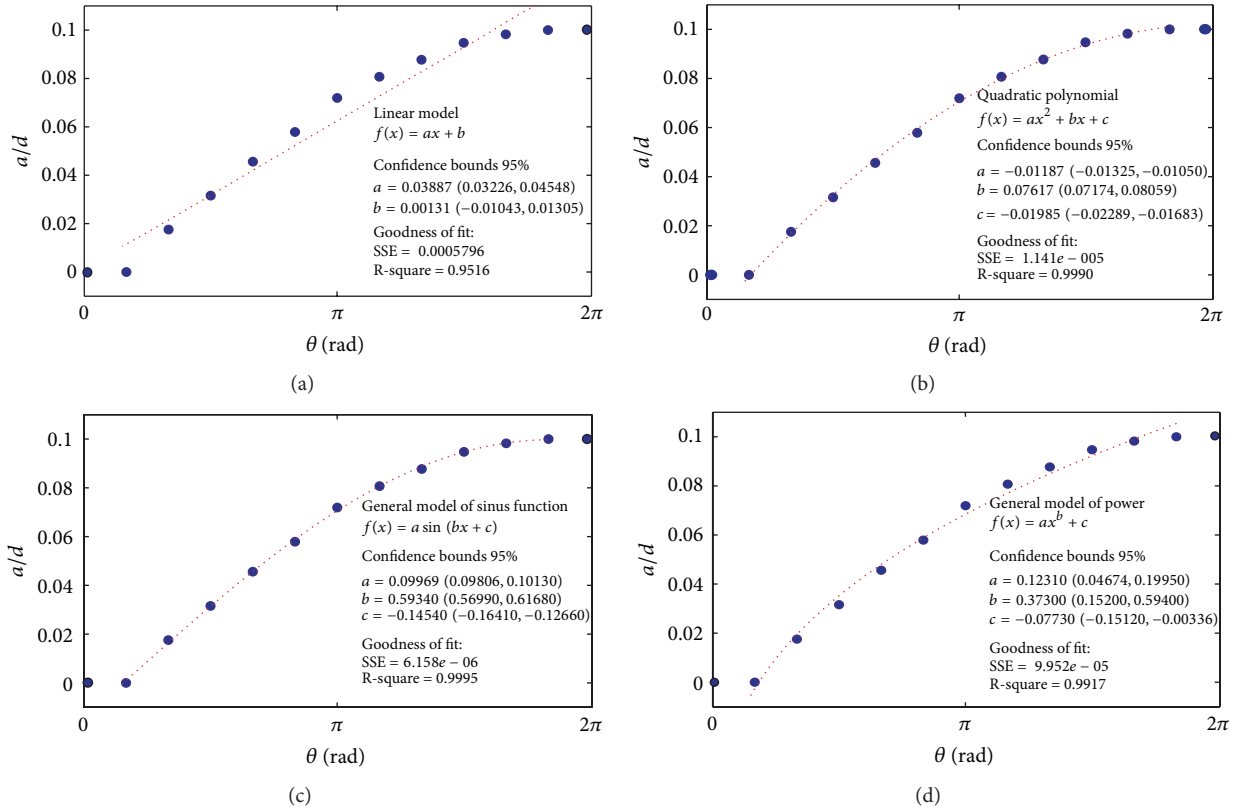 0.1
0.08
0.06
0.04
0.02
0
a/d
0
π
2π
θ (rad)
Linear model
f(x) = ax + b
Confidence bounds 95%
a = 0.03887 (0.03226, 0.04548)
b = 0.00131 (−0.01043, 0.01305)
Goodness of fit:
SSE = 0.0005796
R-square = 0.9516
(a)
0.1
0.08
0.06
0.04
0.02
0
a/d
0
π
2π
θ (rad)
Quadratic polynomial
f(x) = ax² + bx + c
Confidence bounds 95%
a = −0.01187 (−0.01325, −0.01050)
b = 0.07617 (0.07174, 0.08059)
c = −0.01985 (−0.02289, −0.01683)
Goodness of fit:
SSE = 1.141e − 005
R-square = 0.9990
(b)
0.1
0.08
0.06
0.04
0.02
0
a/d
0
π
2π
θ (rad)
General model of sinus function
f(x) = a sin (bx + c)
Confidence bounds 95%
a = 0.09969 (0.09806, 0.10130)
b = 0.59340 (0.56990, 0.61680)
c = −0.14540 (−0.16410, −0.12660)
Goodness of fit:
SSE = 6.158e − 06
R-square = 0.9995
(c)
0.1
0.08
0.06
0.04
0.02
0
a/d
0
π
2π
θ (rad)
General model of power
f(x) = axᵇ + c
Confidence bounds 95%
a = 0.12310 (0.04674, 0.19950)
b = 0.37300 (0.15200, 0.59400)
c = −0.07730 (−0.15120, −0.00336)
Goodness of fit:
SSE = 9.952e − 05
R-square = 0.9917
(d)